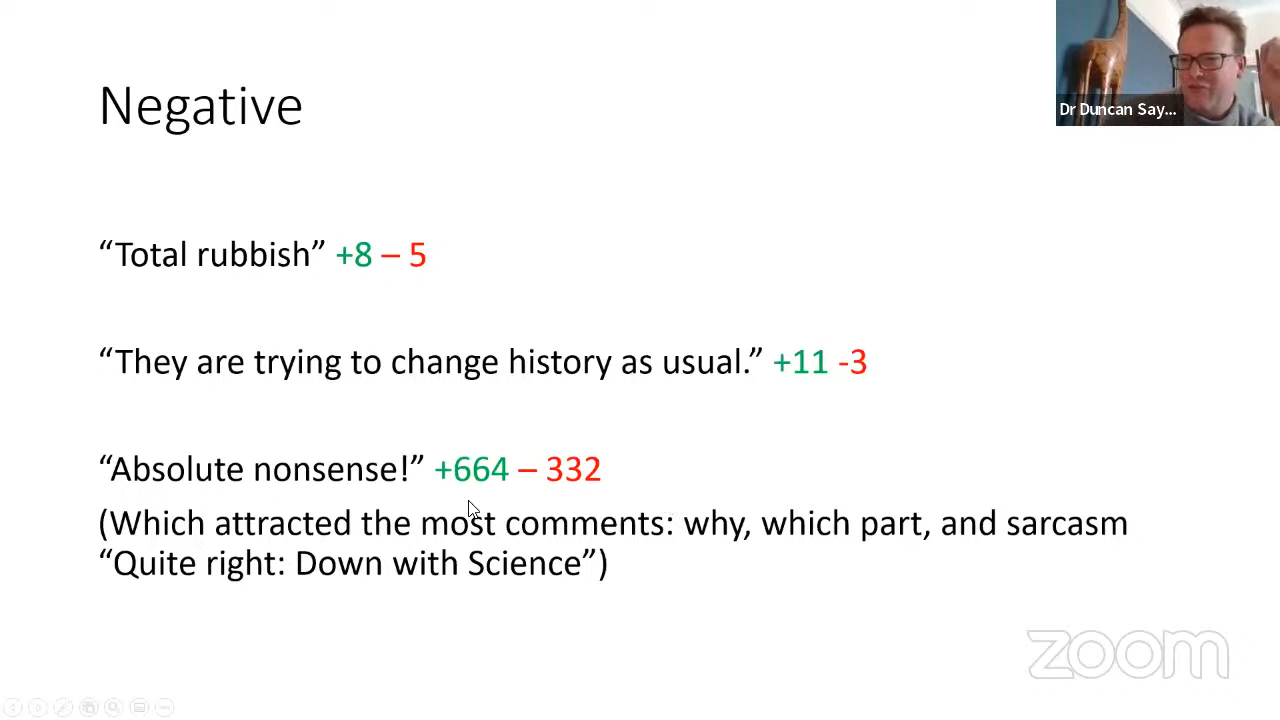 Negative
Dr Duncan Say...
“Total rubbish” +8 – 5
“They are trying to change history as usual.” +11 -3
“Absolute nonsense!” +664 – 332
(Which attracted the most comments: why, which part, and sarcasm
“Quite right: Down with Science”)
zoom